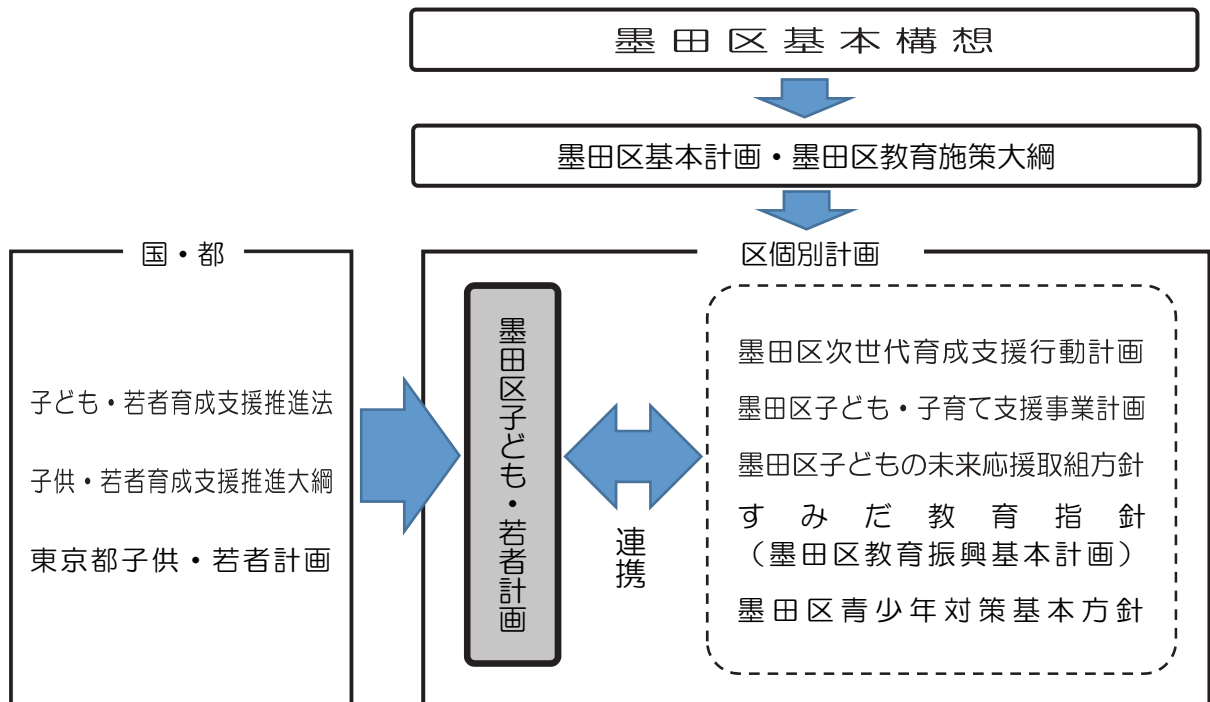 墨田区基本構想
墨田区基本計画・墨田区教育施策大綱
国・都
子ども・若者育成支援推進法
子供・若者育成支援推進大綱
東京都子供・若者計画
区個別計画
墨田区子ども・若者計画
連携
墨田区次世代育成支援行動計画
墨田区子ども・子育て支援事業計画
墨田区子どもの未来応援取組方針
すみだ教育指針
（墨田区教育振興基本計画）
墨田区青少年対策基本方針